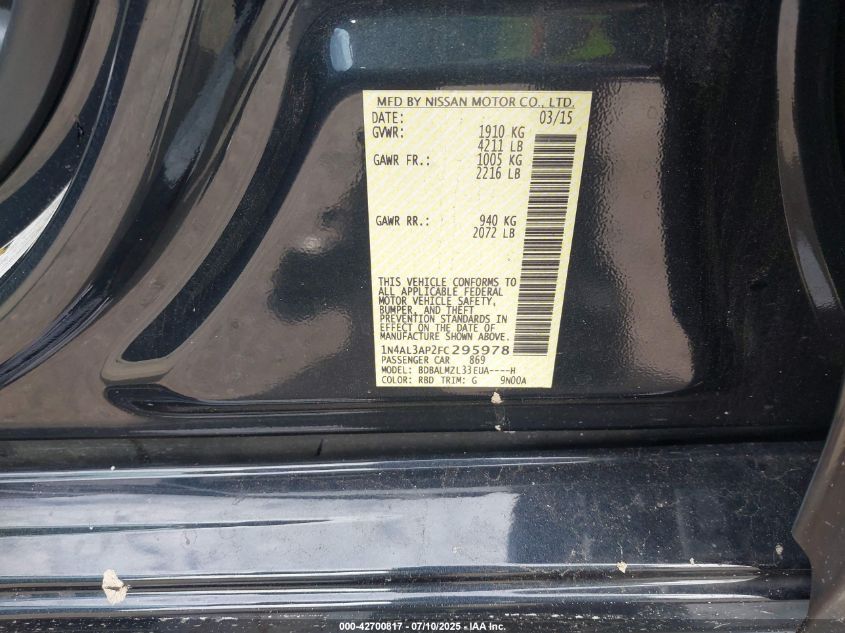 MFD BY NISSAN MOTOR CO., LTD.
DATE: 03/15
GVWR: 1910 KG
4211 LB
GAWR FR.: 1005 KG
2216 LB
GAWR RR.: 940 KG
2072 LB
THIS VEHICLE CONFORMS TO
ALL APPLICABLE FEDERAL
MOTOR VEHICLE SAFETY,
BUMPER, AND THEFT
PREVENTION STANDARDS IN
EFFECT ON THE DATE OF
MANUFACTURE SHOWN ABOVE.
1N4AL3AP2FC295978
PASSENGER CAR 869
MODEL: BDBALMZL33EUA----H
COLOR: RBD TRIM: G 9N00A
000-42700817 - 07/10/2025 - IAA Inc.